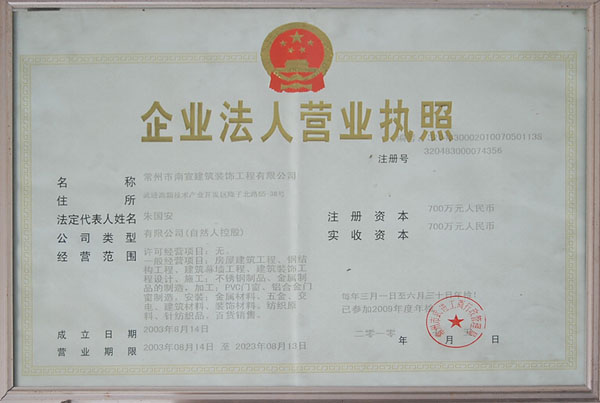 企业法人营业执照
注册号 320483000074356
名称 常州市南宣建筑装饰工程有限公司
住所
法定代表人姓名 朱国安
注册资本 700万元人民币
公司类型 有限公司(自然人控股)
实收资本 700万元人民币
经营范围 许可经营项目：无。
一般经营项目：房屋建筑工程、钢结
构工程、建筑幕墙工程、建筑装饰工
程设计、施工；不锈钢制品、金属制
品的制造，加工；PVC门窗、铝合金门
窗制造，安装；金属材料、五金、交
电、建筑材料、装饰材料、纺织原
料、针纺织品、百货销售。
每年三月一日至六月三十日年检
已参加2009年度年检
成立日期 2003年8月14日
营业期限 2003年08月14日 至 2023年08月13日
二〇一〇 年 月 日